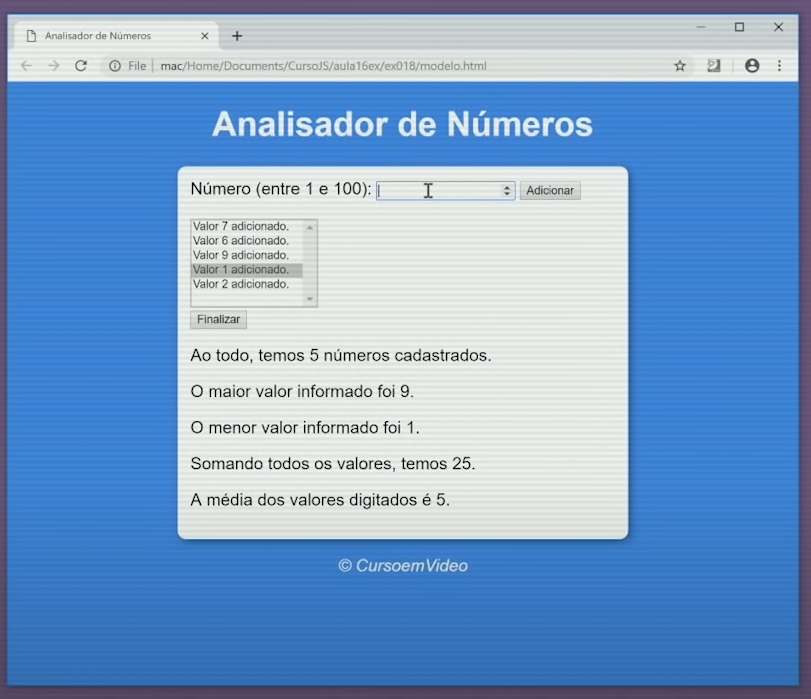 Analisador de Números
File mac/Home/Documents/CursoJS/aula16ex/ex018/modelo.html
Analisador de Números
Número (entre 1 e 100): Adicionar
Valor 7 adicionado.
Valor 6 adicionado.
Valor 9 adicionado.
Valor 1 adicionado.
Valor 2 adicionado.
Finalizar
Ao todo, temos 5 números cadastrados.
O maior valor informado foi 9.
O menor valor informado foi 1.
Somando todos os valores, temos 25.
A média dos valores digitados é 5.
© CursoemVideo